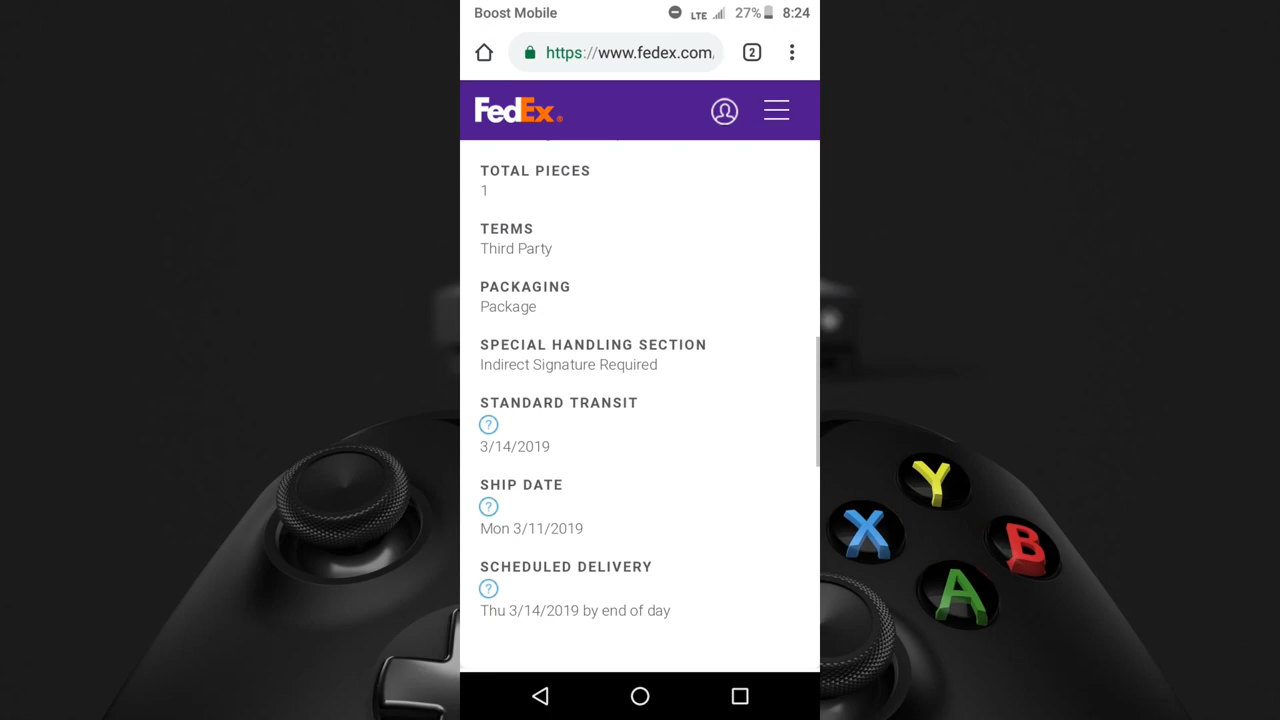 Boost Mobile LTE 27% 8:24
https://www.fedex.com, 2
FedEx®
TOTAL PIECES
1
TERMS
Third Party
PACKAGING
Package
SPECIAL HANDLING SECTION
Indirect Signature Required
STANDARD TRANSIT
?
3/14/2019
SHIP DATE
?
Mon 3/11/2019
SCHEDULED DELIVERY
?
Thu 3/14/2019 by end of day
Y
X
B
A